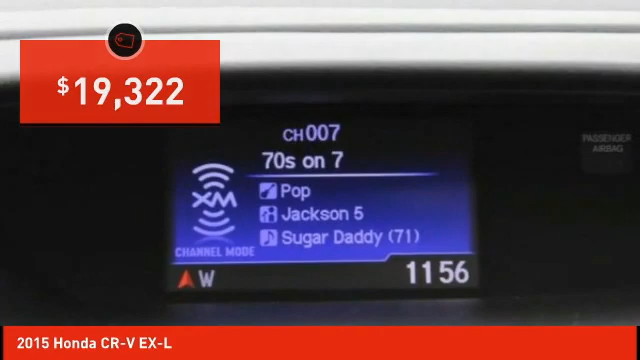 $19,322
CH007
70s on 7
XM
Pop
Jackson 5
Sugar Daddy (71)
CHANNEL MODE
W
1156
PASSENGER
AIRBAG
2015 Honda CR-V EX-L